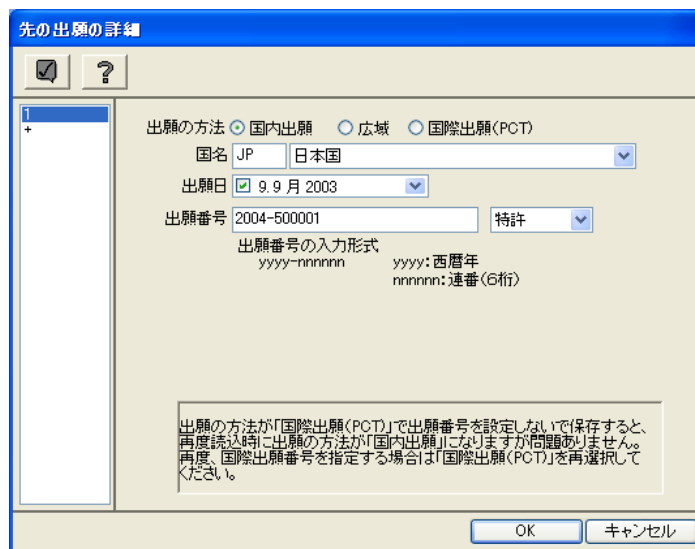 先の出願の詳細
?
1
+
出願の方法 国内出願 広域 国際出願(PCT)
国名 JP 日本国
出願日 9. 9 月 2003
出願番号 2004-500001 特許
出願番号の入力形式
yyyy-nnnnnn yyyy:西暦年
nnnnnn:連番(6桁)
出願の方法が「国際出願(PCT)」で出願番号を設定しないで保存すると、
再度読込時に出願の方法が「国内出願」になりますが問題ありません。
再度、国際出願番号を指定する場合は「国際出願(PCT)」を再選択して
ください。
OK キャンセル